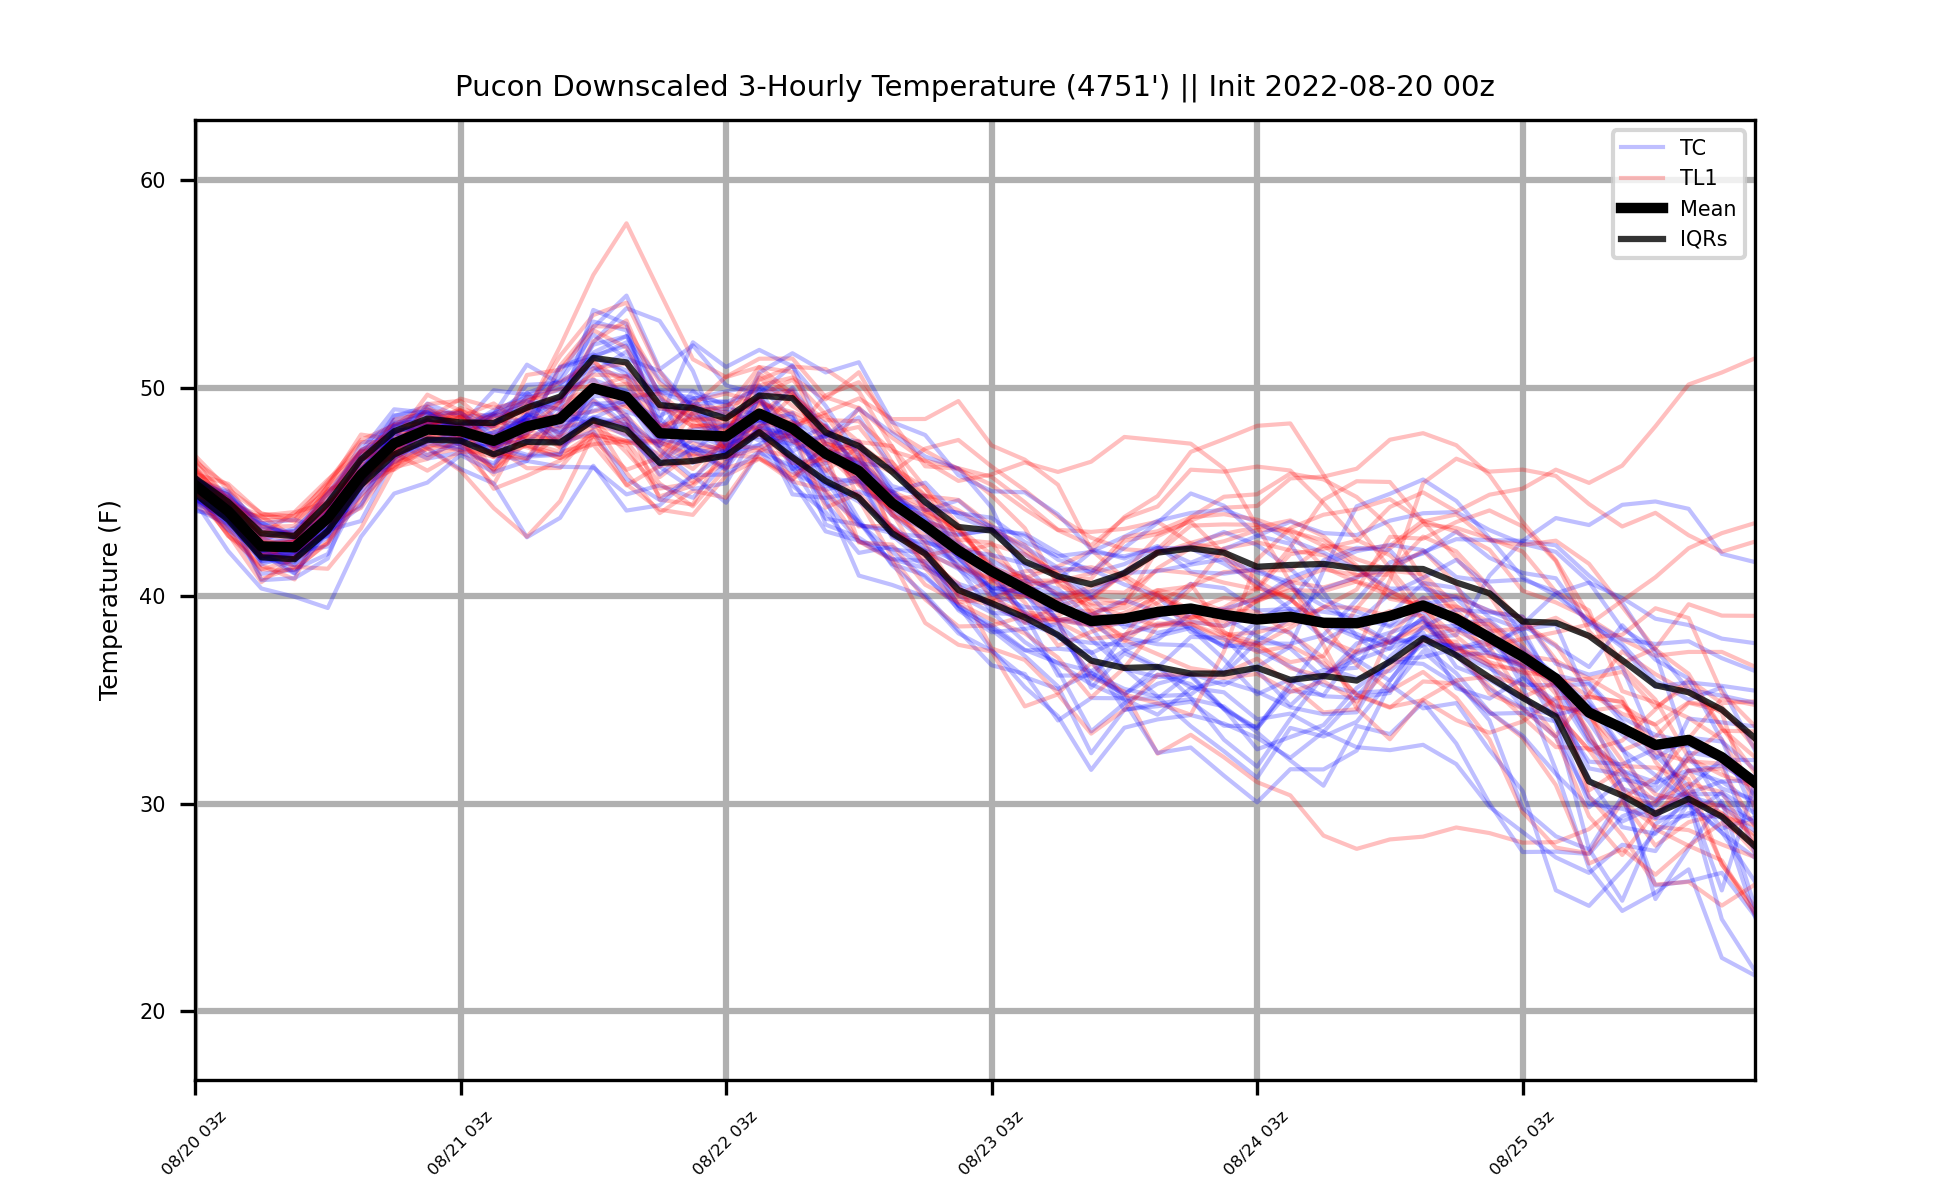 Pucon Downscaled 3-Hourly Temperature (4751') || Init 2022-08-20 00z
TC
TL1
Mean
IQRs
Temperature (F)
60
50
40
30
20
08/20 03z
08/21 03z
08/22 03z
08/23 03z
08/24 03z
08/25 03z